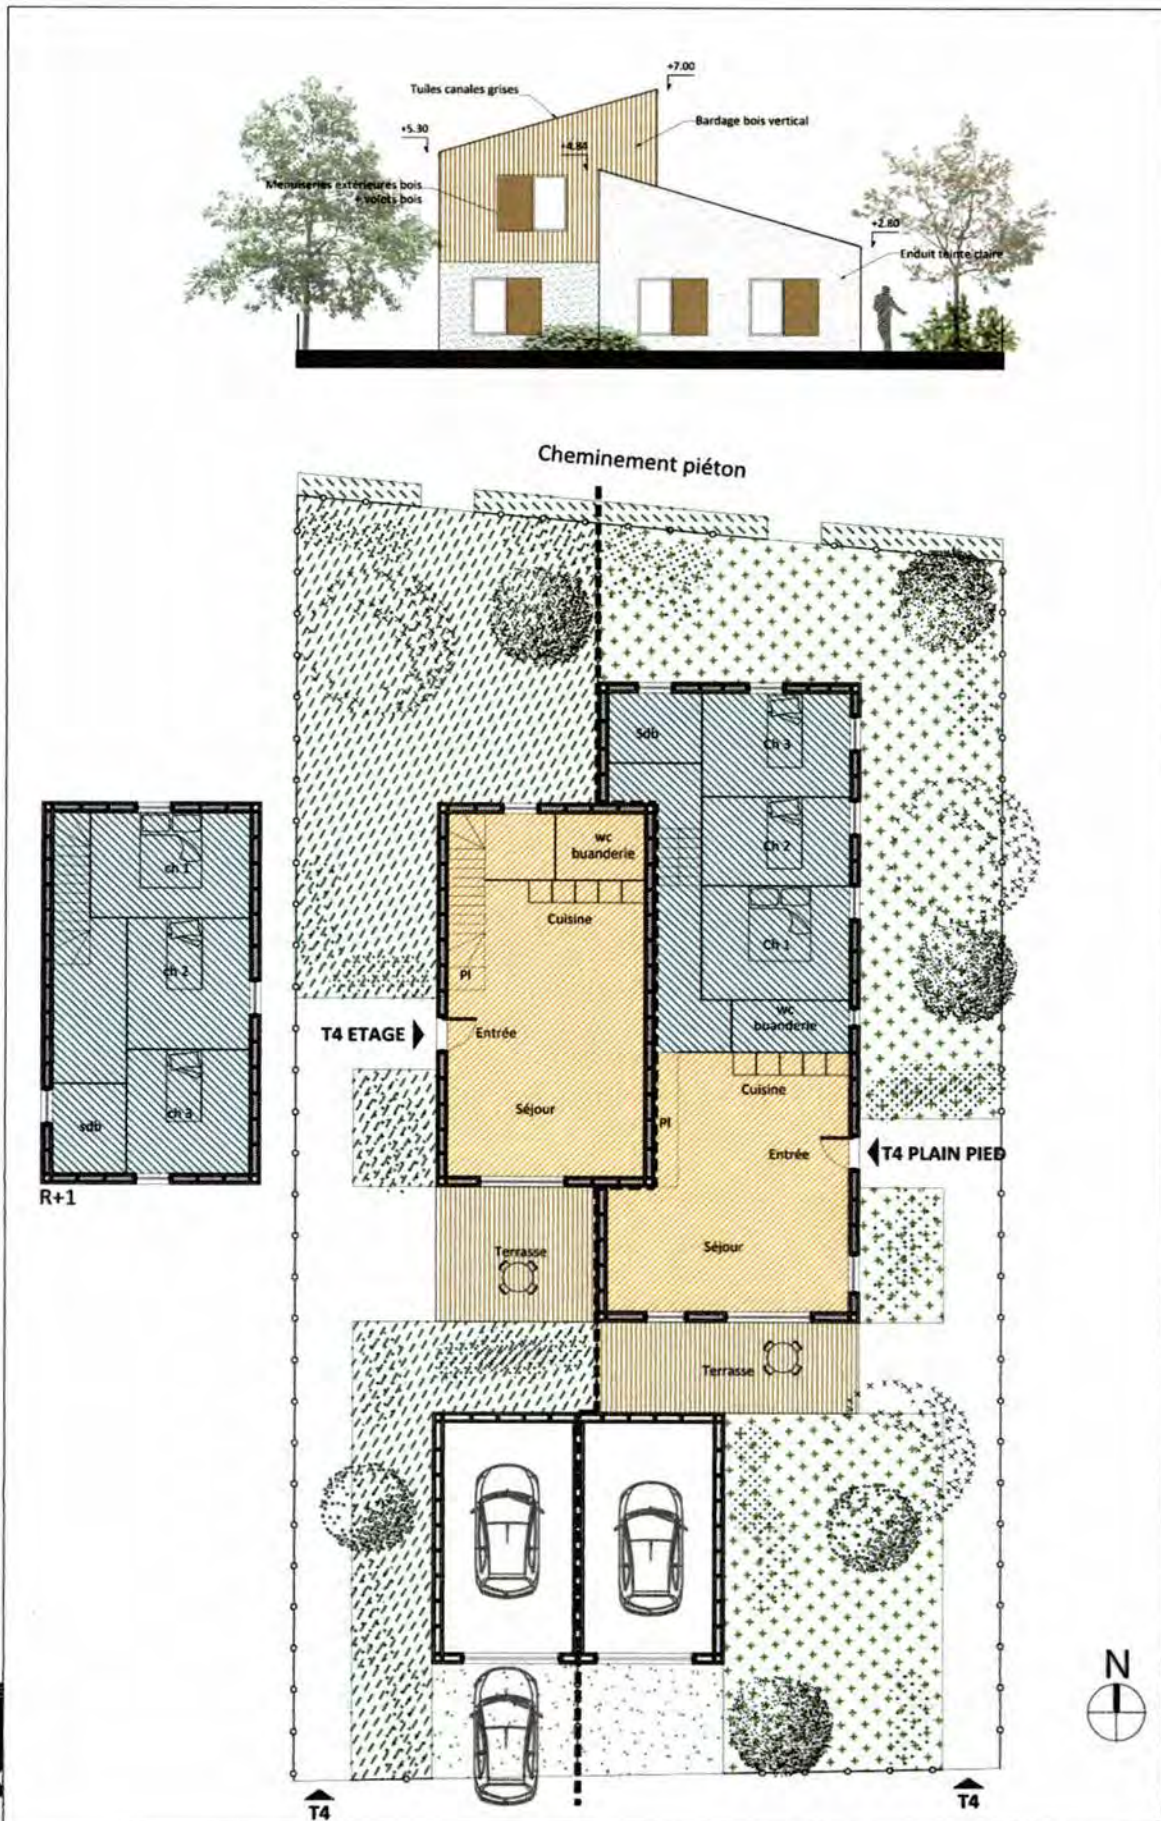 +7.00
Tuiles canales grises
Bardage bois vertical
+5.30
+4.84
Menuiseries extérieures bois
+ volets bois
+2.80
Enduit teinte claire
Cheminement piéton
Sdb
Ch 3
wc
buanderie
Ch 2
ch 1
Cuisine
Ch 1
ch 2
Pl
wc
buanderie
T4 ETAGE
Entrée
Cuisine
Séjour
ch 3
sdb
Pl
Entrée
T4 PLAIN PIED
R+1
Séjour
Terrasse
Terrasse
N
T4
T4